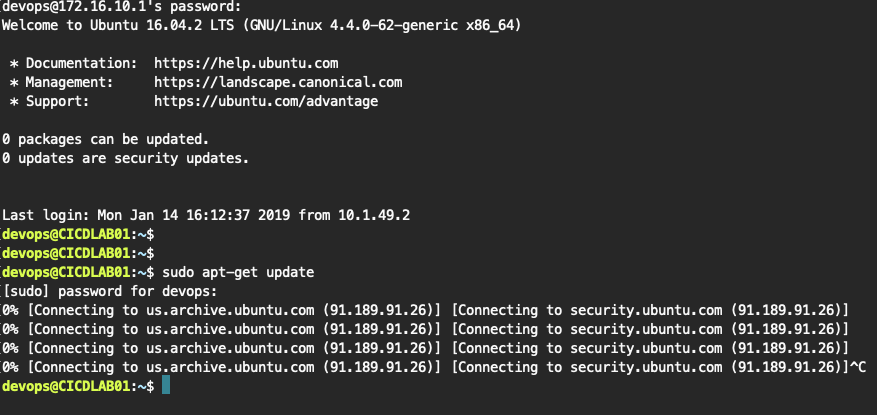 [devops@172.16.10.1's password:
Welcome to Ubuntu 16.04.2 LTS (GNU/Linux 4.4.0-62-generic x86_64)
* Documentation:  https://help.ubuntu.com
* Management:     https://landscape.canonical.com
* Support:        https://ubuntu.com/advantage
0 packages can be updated.
0 updates are security updates.
Last login: Mon Jan 14 16:12:37 2019 from 10.1.49.2
[devops@CICDLAB01:~$
[devops@CICDLAB01:~$
[devops@CICDLAB01:~$ sudo apt-get update
[[sudo] password for devops:
[0% [Connecting to us.archive.ubuntu.com (91.189.91.26)] [Connecting to security.ubuntu.com (91.189.91.26)]
[0% [Connecting to us.archive.ubuntu.com (91.189.91.26)] [Connecting to security.ubuntu.com (91.189.91.26)]
[0% [Connecting to us.archive.ubuntu.com (91.189.91.26)] [Connecting to security.ubuntu.com (91.189.91.26)]
[0% [Connecting to us.archive.ubuntu.com (91.189.91.26)] [Connecting to security.ubuntu.com (91.189.91.26)]^C
devops@CICDLAB01:~$